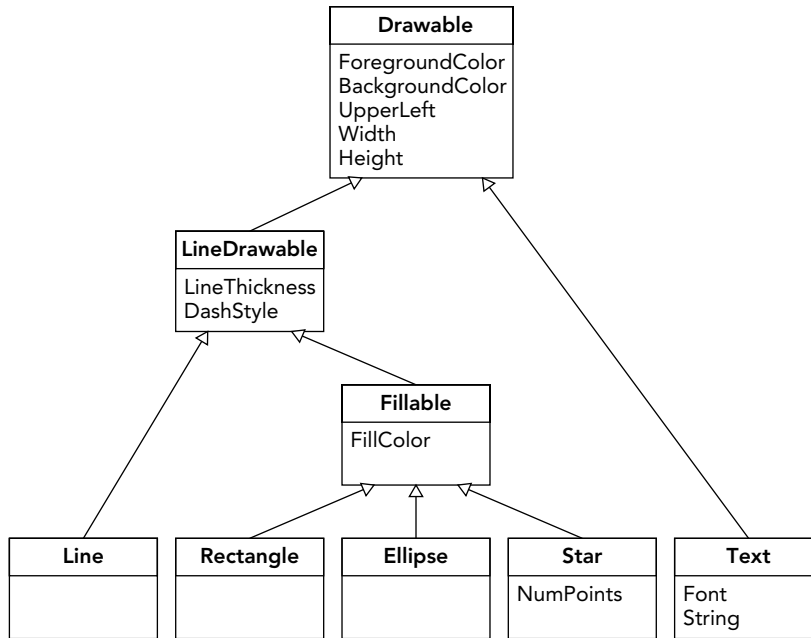 Drawable
ForegroundColor
BackgroundColor
UpperLeft
Width
Height
LineDrawable
LineThickness
DashStyle
Fillable
FillColor
Line
Rectangle
Ellipse
Star
NumPoints
Text
Font
String